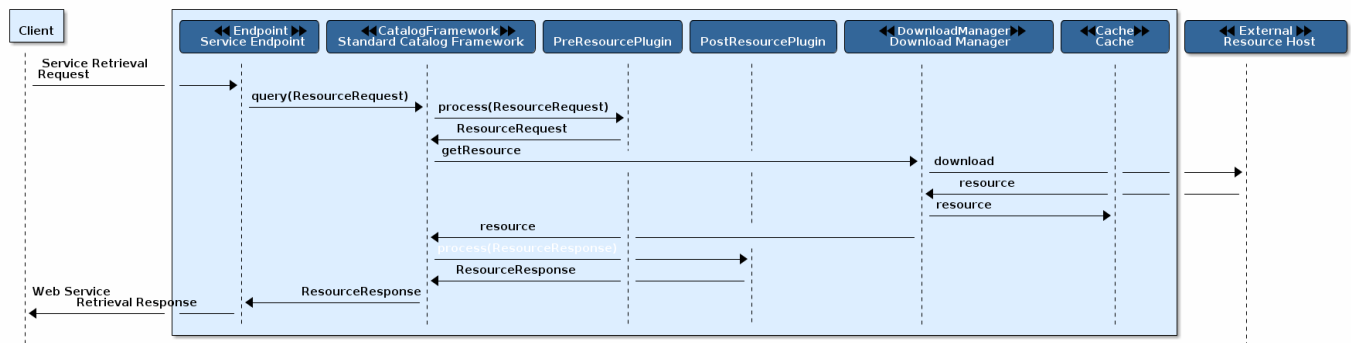 Client
◀◀ Endpoint ▶▶
Service Endpoint
◀◀CatalogFramework▶▶
Standard Catalog Framework
PreResourcePlugin
PostResourcePlugin
◀◀DownloadManager▶▶
Download Manager
◀◀Cache▶▶
Cache
◀◀ External ▶▶
Resource Host
Service Retrieval
Request
query(ResourceRequest)
process(ResourceRequest)
ResourceRequest
getResource
download
resource
resource
resource
process(ResourceResponse)
ResourceResponse
ResourceResponse
Web Service
Retrieval Response